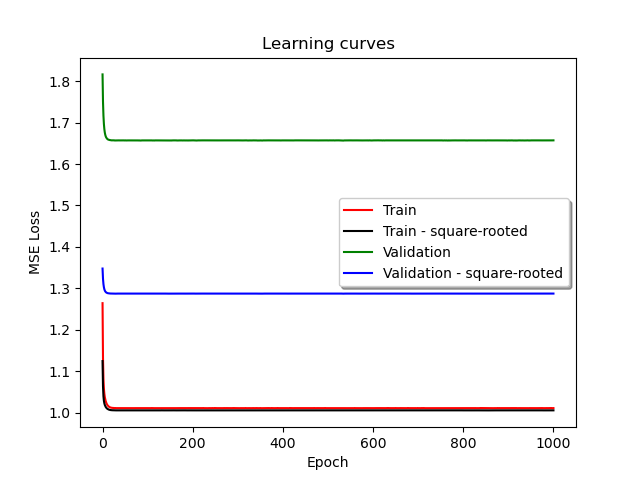 Learning curves
MSE Loss
1.8
1.7
1.6
1.5
1.4
1.3
1.2
1.1
1.0
Train
Train - square-rooted
Validation
Validation - square-rooted
0 200 400 600 800 1000
Epoch